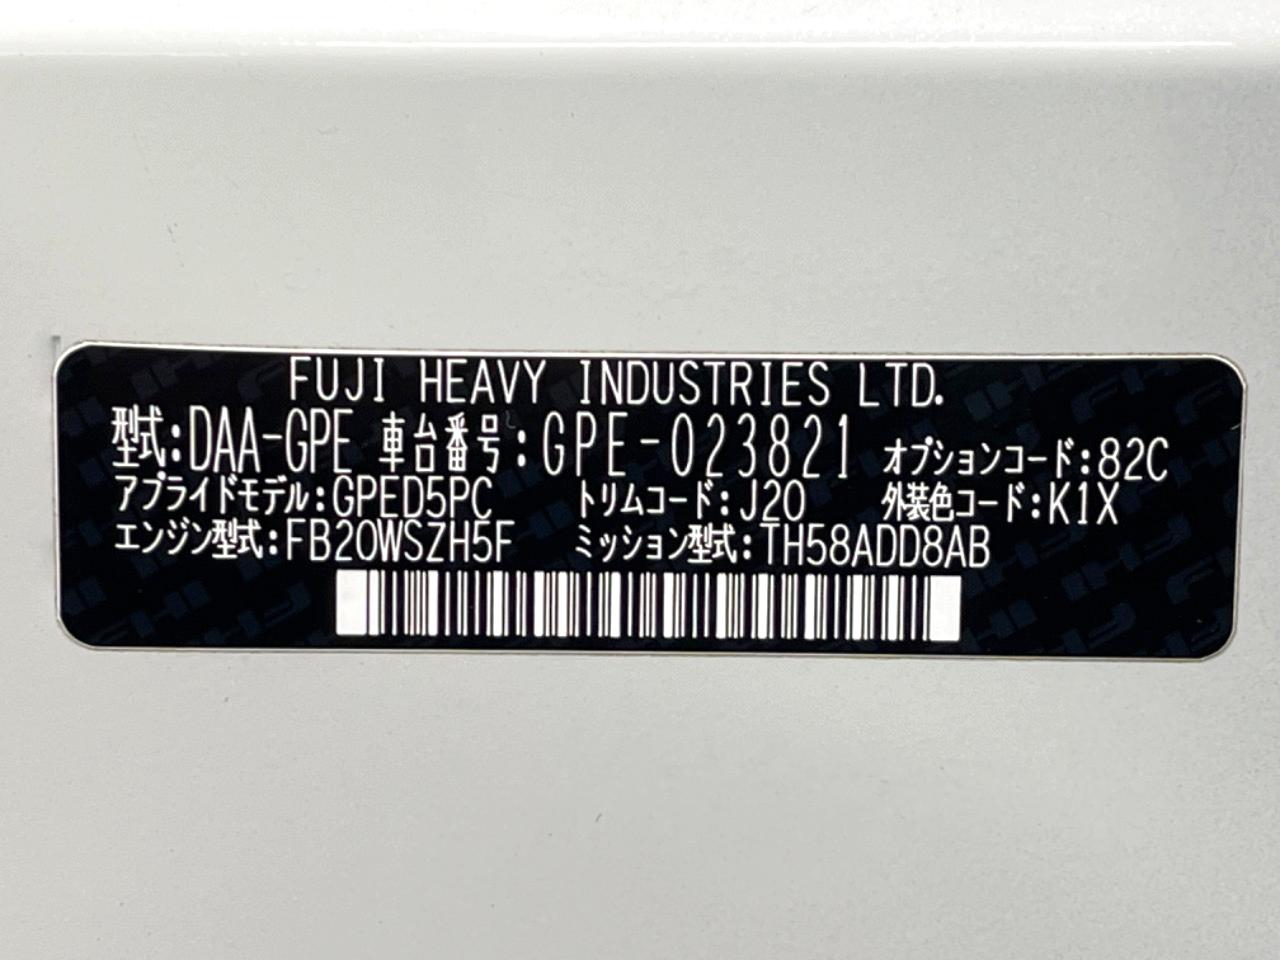 FUJI HEAVY INDUSTRIES LTD.
型式:DAA-GPE 車台番号:GPE-023821 オプションコード:82C
アプライドモデル:GPED5PC トリムコード:J20 外装色コード:K1X
エンジン型式:FB20WSZH5F ミッション型式:TH58ADD8AB